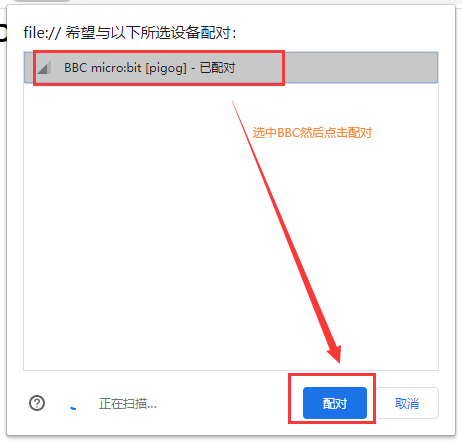 file:// 希望与以下所选设备配对：
BBC micro:bit [pigog] - 已配对
选中BBC然后点击配对
正在扫描...
配对
取消